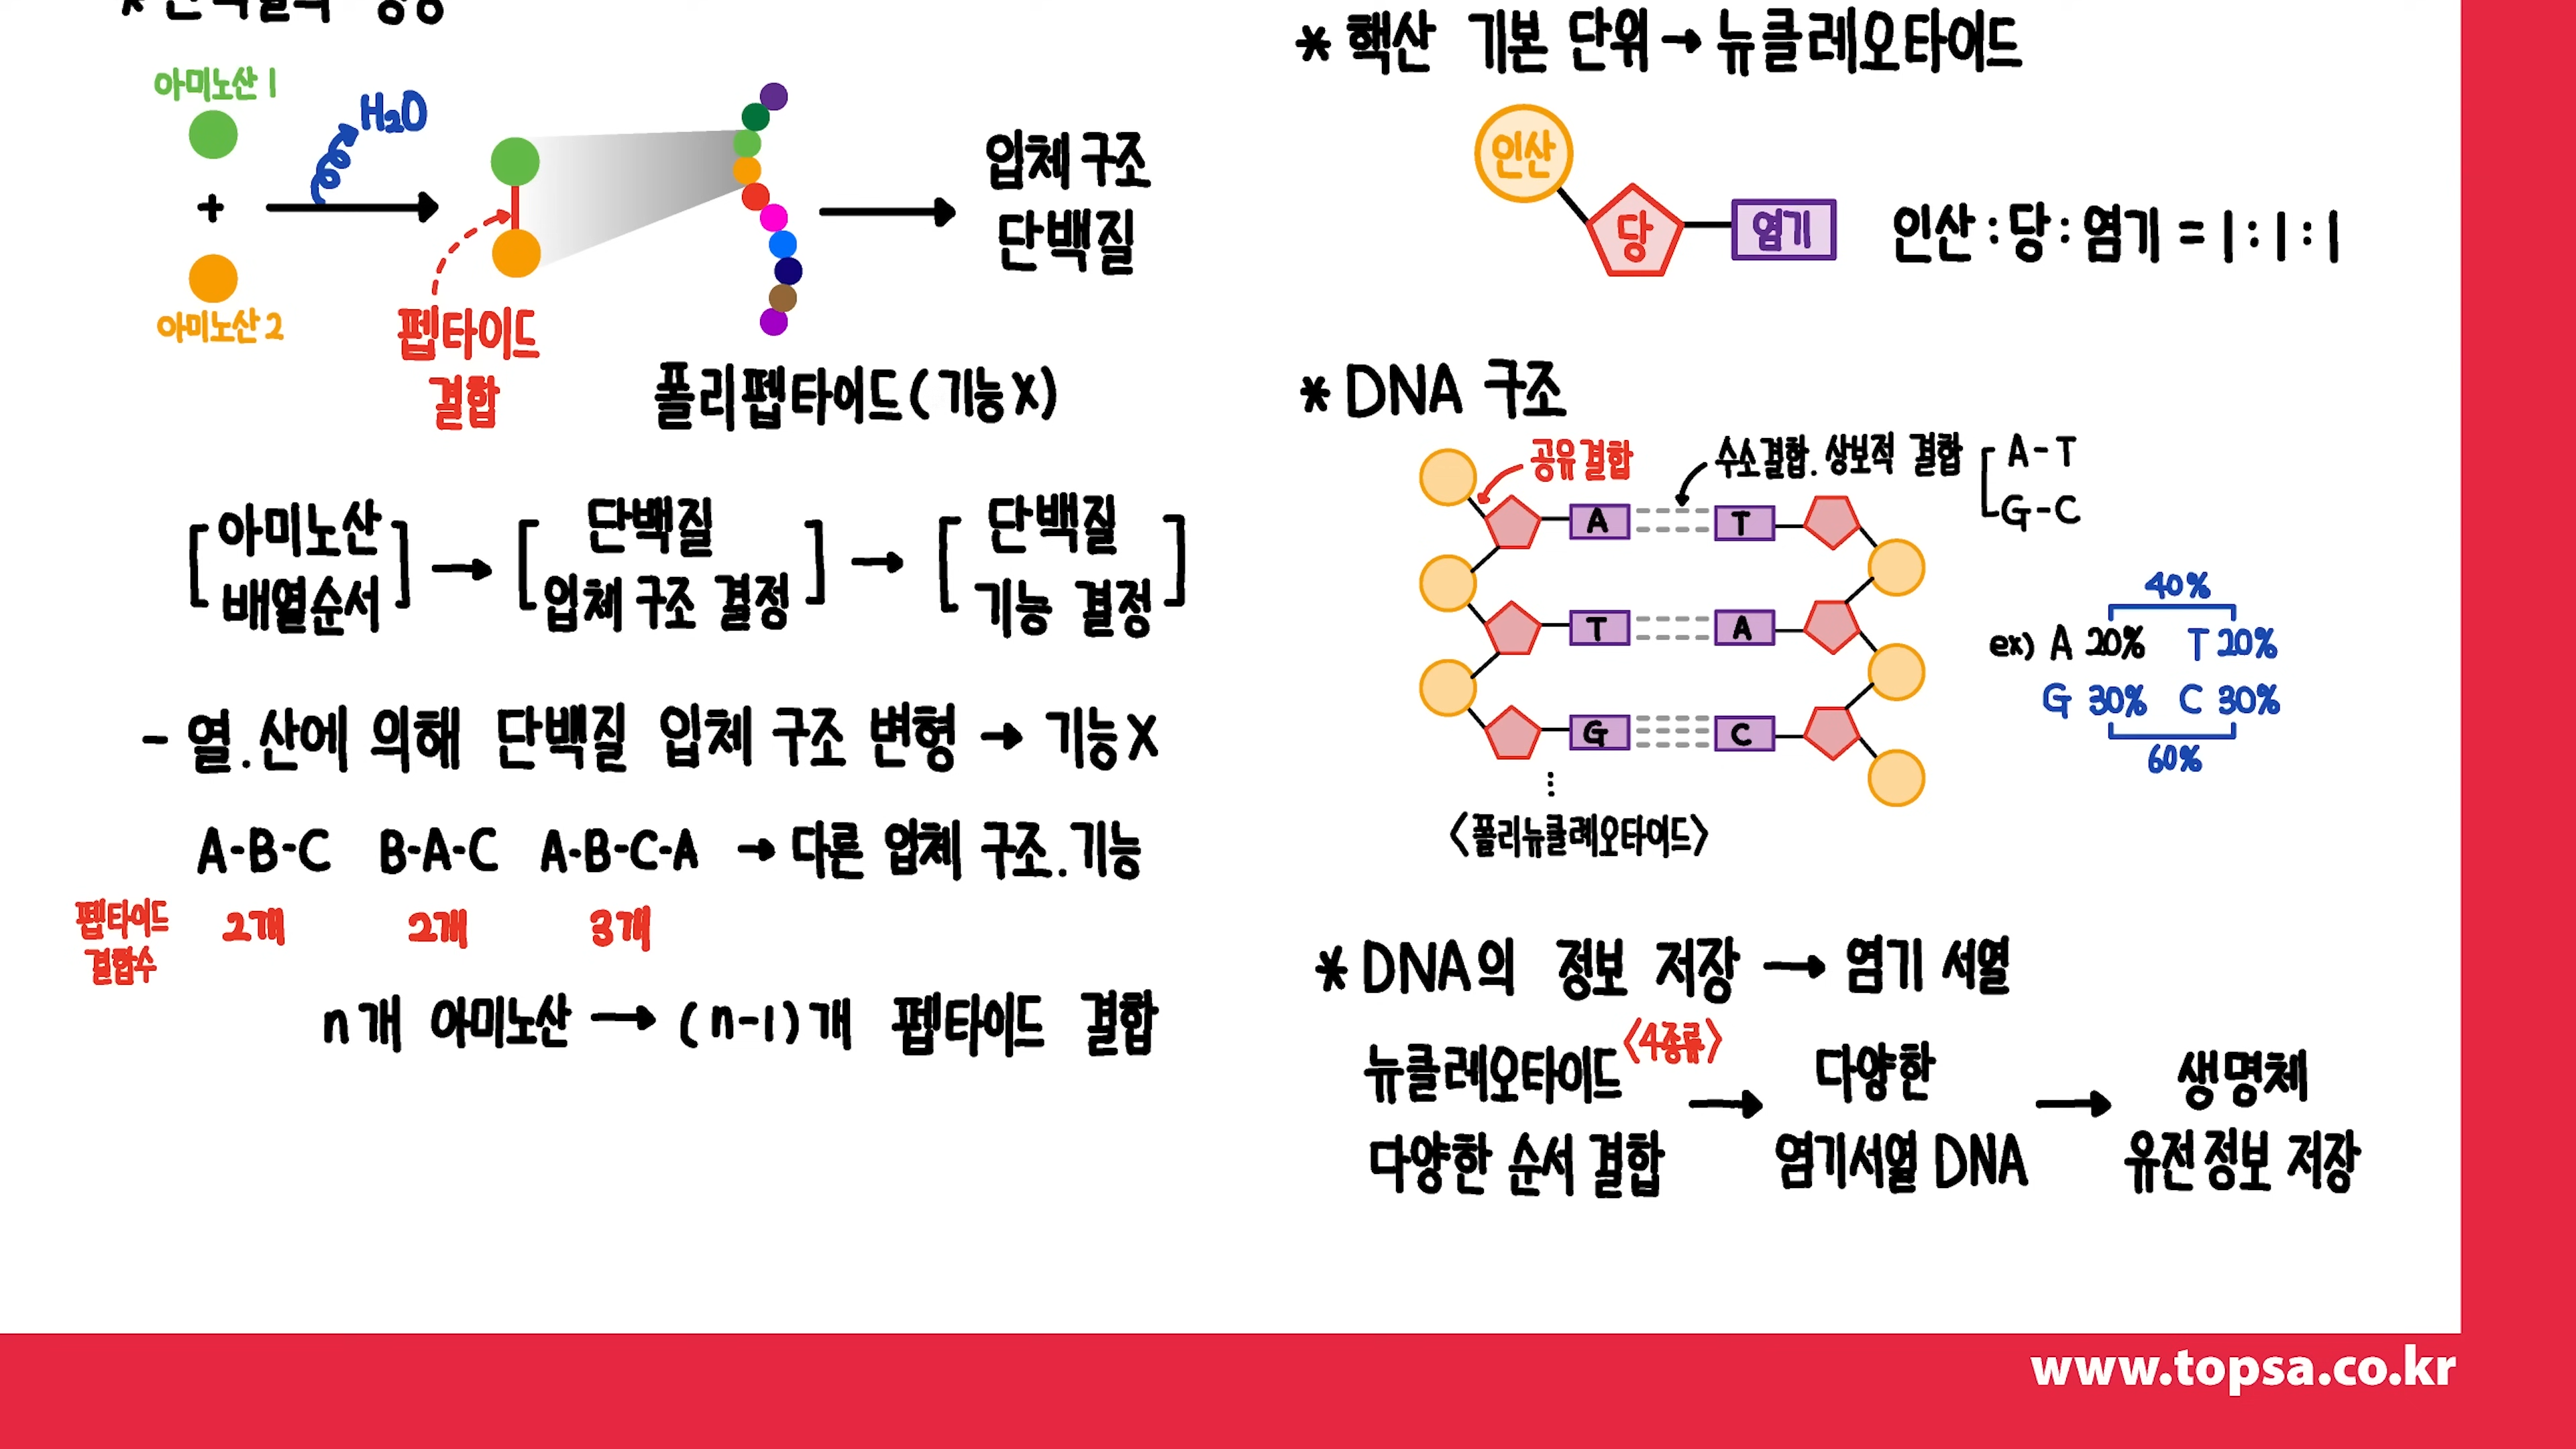 아미노산 1
H₂O
+
아미노산 2
펩타이드
결합
폴리펩타이드 (기능 X)
입체 구조
단백질
[아미노산 배열순서] → [단백질 입체 구조 결정] → [단백질 기능 결정]
- 열.산에 의해 단백질 입체 구조 변형 → 기능 X
A-B-C B-A-C A-B-C-A → 다른 입체 구조.기능
펩타이드 결합수 2개 2개 3개
n개 아미노산 → (n-1)개 펩타이드 결합
* 핵산 기본 단위 → 뉴클레오타이드
인산
당
염기
인산 : 당 : 염기 = 1 : 1 : 1
* DNA 구조
공유결합
수소결합. 상보적 결합
A-T
G-C
A T
T A
G C
⋮
<폴리뉴클레오타이드>
40%
ex) A 20% T 20%
G 30% C 30%
60%
* DNA의 정보 저장 → 염기 서열
<4종류>
뉴클레오타이드 다양한 순서 결합 → 다양한 염기서열 DNA → 생명체 유전정보 저장
www.topsa.co.kr